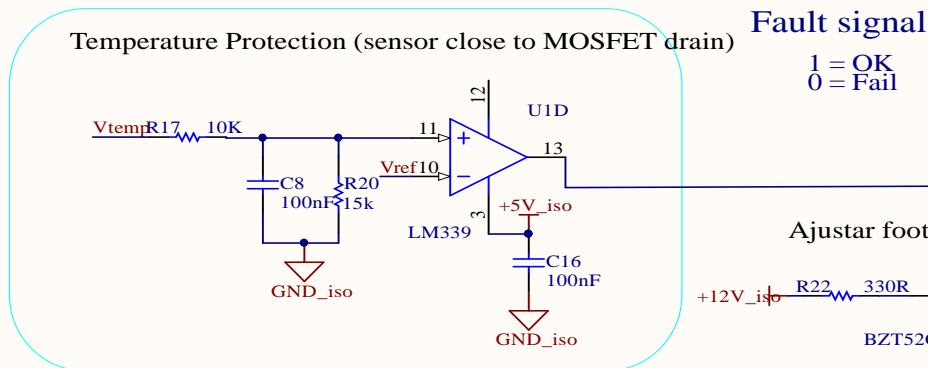 Temperature Protection (sensor close to MOSFET drain)
Fault signal
1 = OK
0 = Fail
12
U1D
Vtemp R17 10K
11
+
13
Vref 10
−
C8
100nF
R20
15k
3
+5V_iso
LM339
C16
100nF
GND_iso
GND_iso
Ajustar foot
+12V_iso
R22 330R
BZT52C